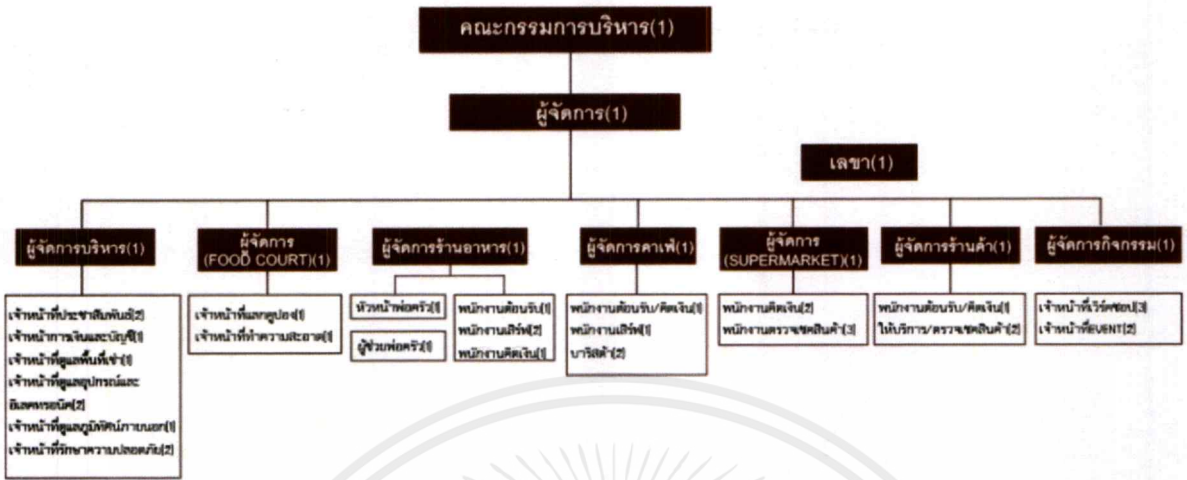 คณะกรรมการบริหาร(1)
ผู้จัดการ(1)
เลขา(1)
ผู้จัดการบริหาร(1)
เจ้าหน้าที่ประชาสัมพันธ์(2)
เจ้าหน้าการเงินและบัญชี(1)
เจ้าหน้าที่ดูแลพื้นที่เช่า(1)
เจ้าหน้าที่ดูแลอุปกรณ์และ
อิเลคทรอนิค(2)
เจ้าหน้าที่ดูแลภูมิทัศน์ภายนอก(1)
เจ้าหน้าที่รักษาความปลอดภัย(2)
ผู้จัดการ
(FOOD COURT)(1)
เจ้าหน้าที่แลกคูปอง(1)
เจ้าหน้าที่ทำความสะอาด(1)
ผู้จัดการร้านอาหาร(1)
หัวหน้าพ่อครัว(1)
ผู้ช่วยพ่อครัว(1)
พนักงานต้อนรับ(1)
พนักงานเสิร์ฟ(2)
พนักงานคิดเงิน(1)
ผู้จัดการคาเฟ่(1)
พนักงานต้อนรับ/คิดเงิน(1)
พนักงานเสิร์ฟ(1)
บาริสต้า(2)
ผู้จัดการ
(SUPERMARKET)(1)
พนักงานคิดเงิน(2)
พนักงานตรวจเชคสินค้า(3)
ผู้จัดการร้านค้า(1)
พนักงานต้อนรับ/คิดเงิน(1)
ให้บริการ/ตรวจเชคสินค้า(2)
ผู้จัดการกิจกรรม(1)
เจ้าหน้าที่เวิร์คชอป(3)
เจ้าหน้าที่EVENT(2)